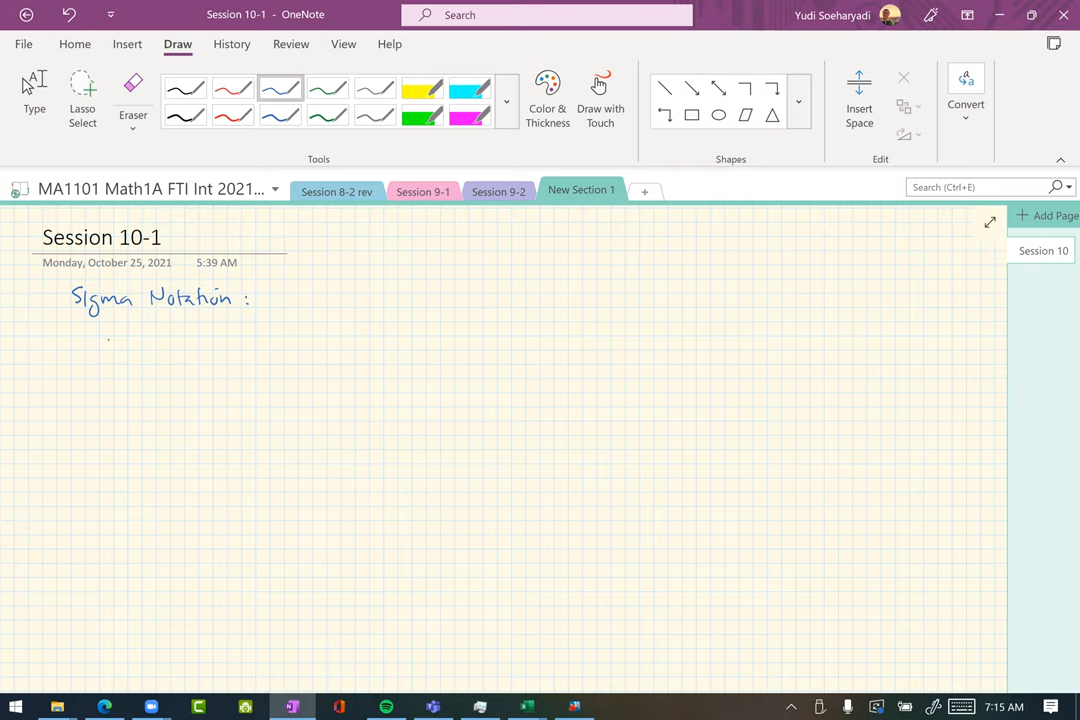 Session 10-1 - OneNote
Search
Yudi Soeharyadi
File Home Insert Draw History Review View Help
Type
Lasso Select
Eraser
Color & Thickness
Draw with Touch
Insert Space
Convert
Tools
Shapes
Edit
MA1101 Math1A FTI Int 2021...
Session 8-2 rev
Session 9-1
Session 9-2
New Section 1
Search (Ctrl+E)
Add Page
Session 10-1
Session 10
Monday, October 25, 2021 5:39 AM
Sigma Notation :
7:15 AM